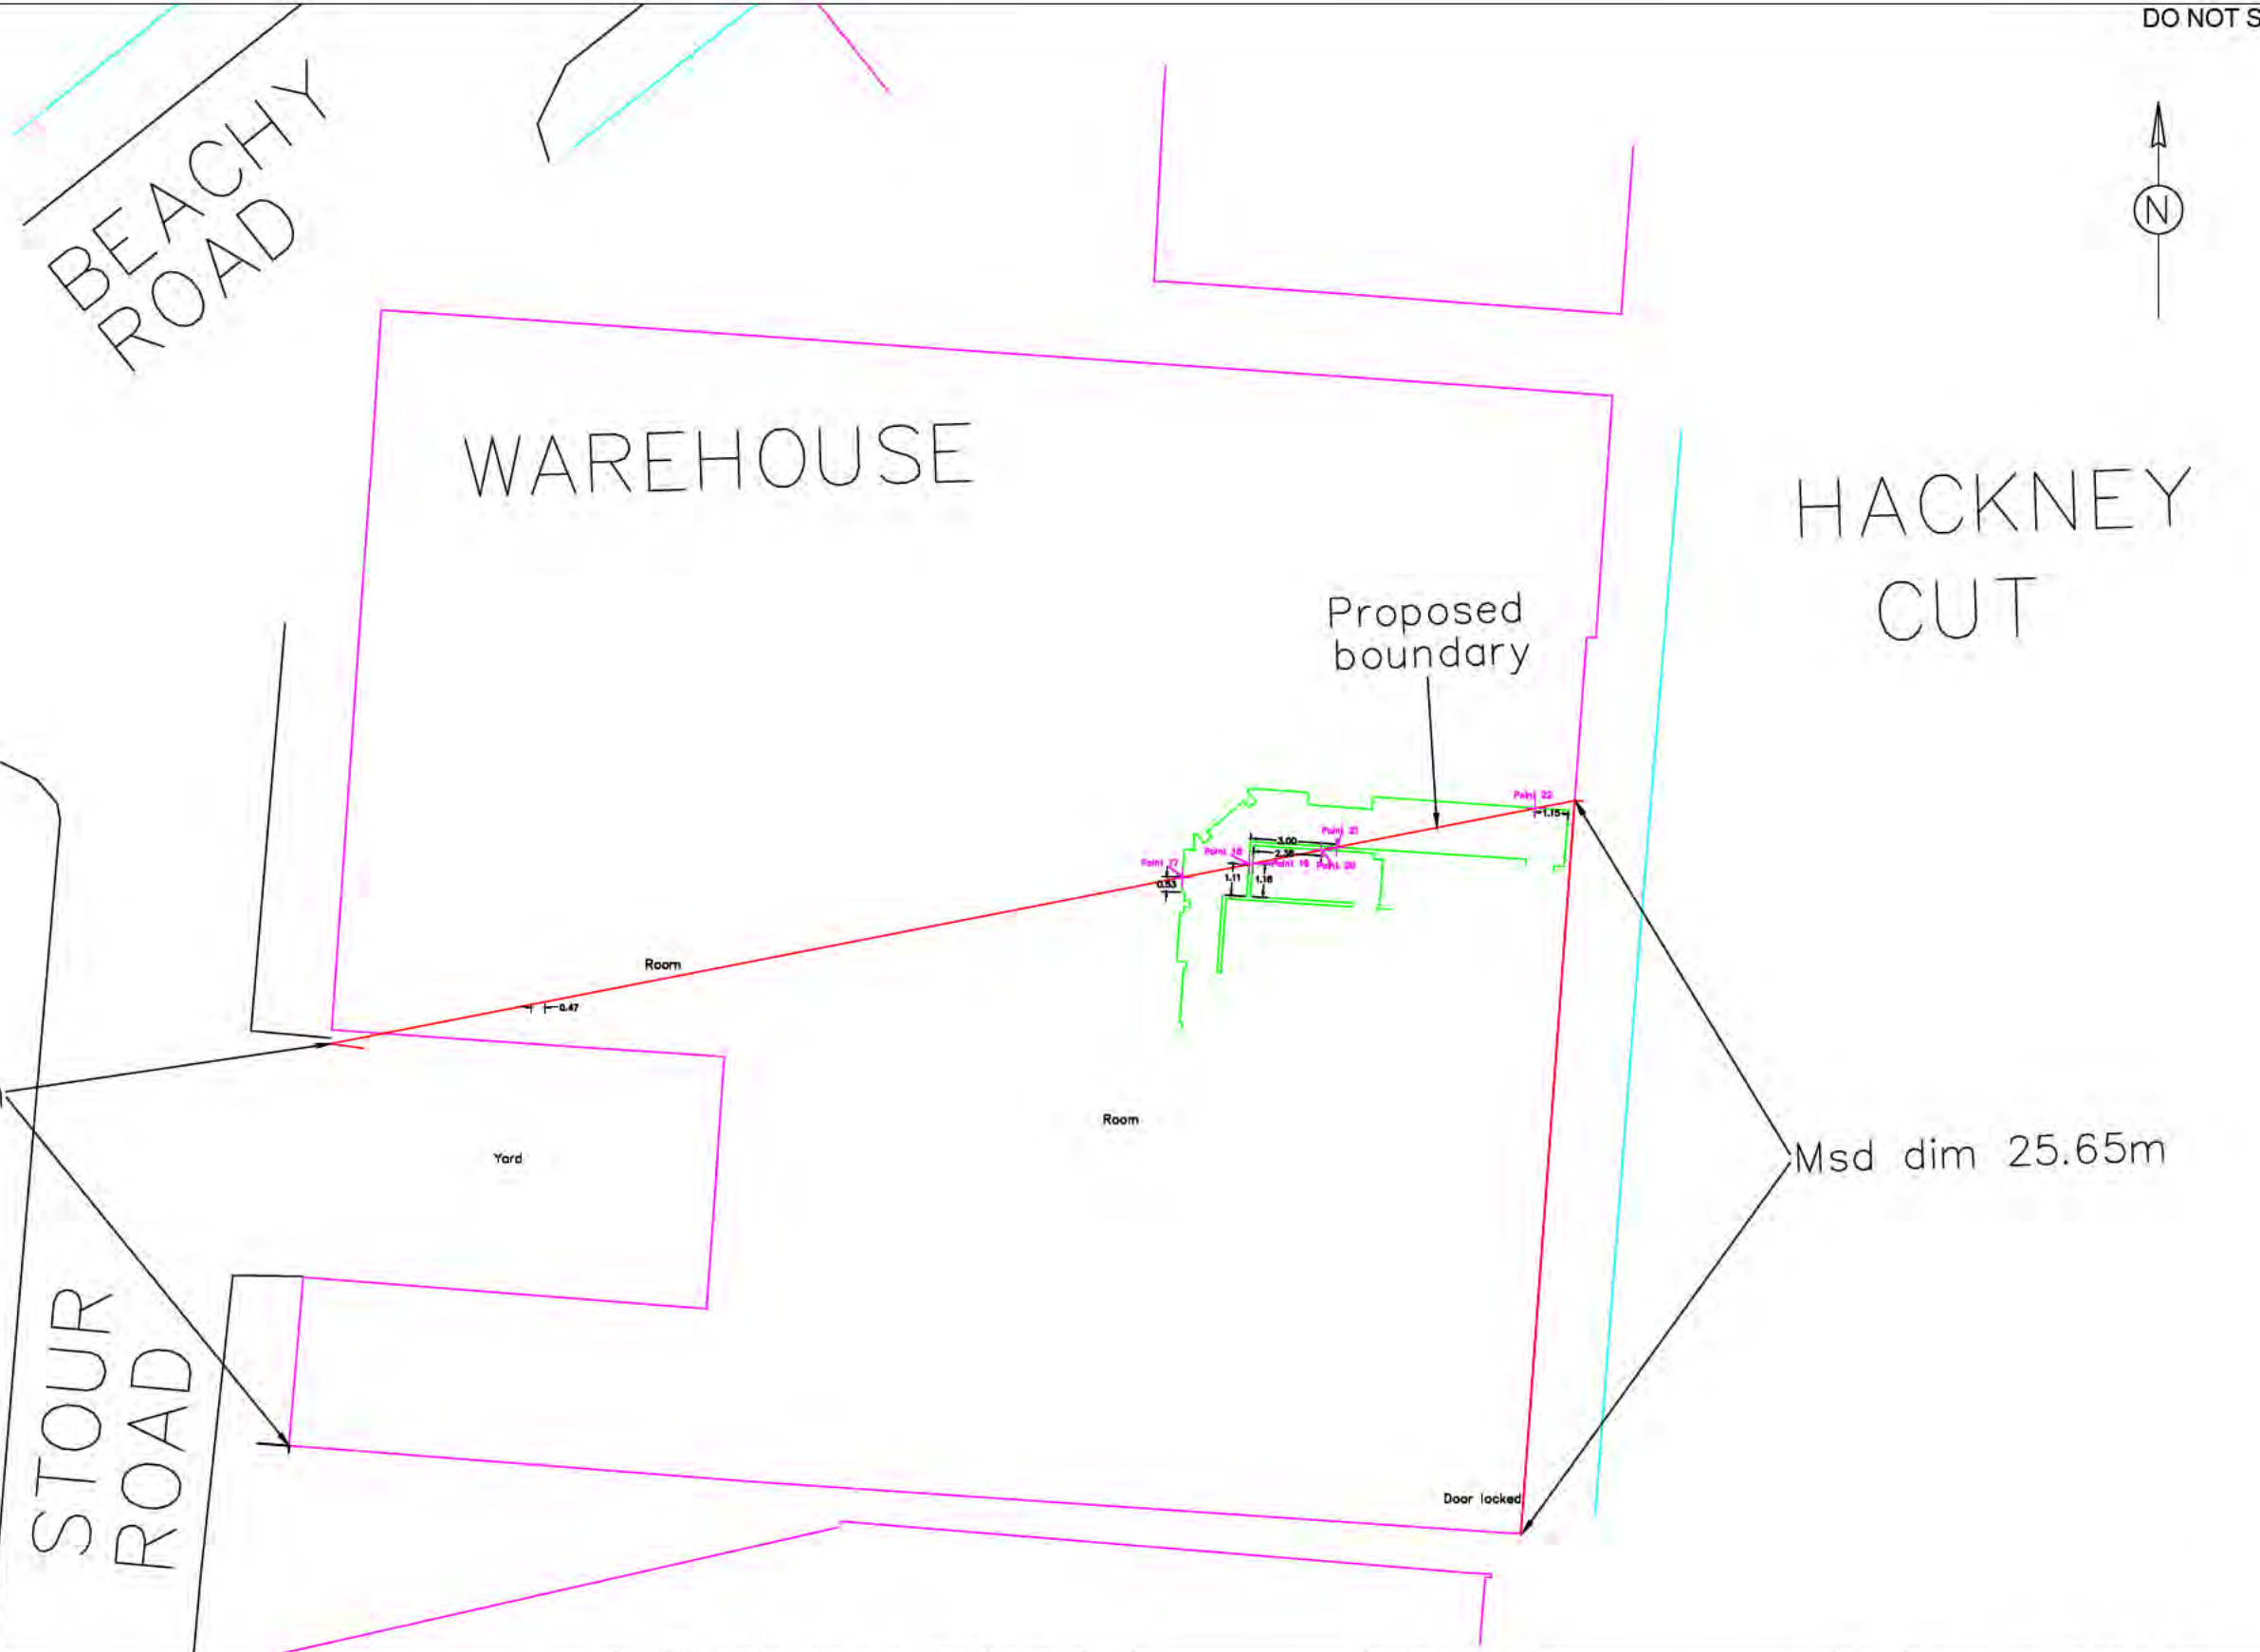 DO NOT S
BEACHY
ROAD
N
WAREHOUSE
HACKNEY
CUT
Proposed
boundary
Point 22
1.15
Point 21
3.00
Point 18
2.38
Point 17
Point 19
Point 20
0.53
1.11
1.18
Room
0.47
Room
Yard
Msd dim 25.65m
STOUR
ROAD
Door locked